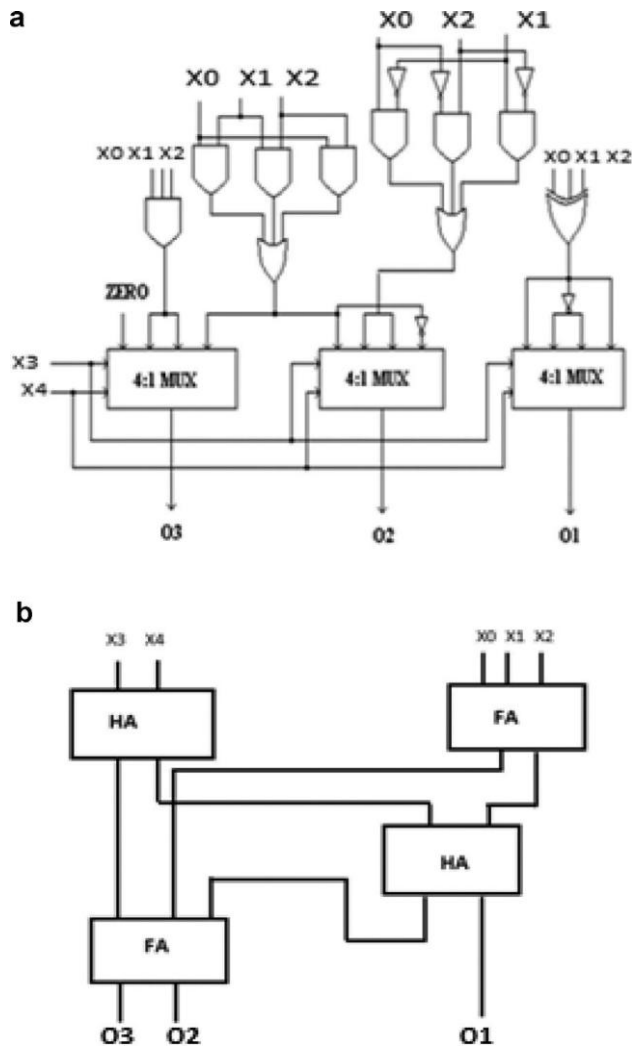 a
X0 X2 X1
X0 X1 X2
X0 X1 X2
X0 X1 X2
ZERO
X3
X4
4:1 MUX
4:1 MUX
4:1 MUX
O3
O2
O1
b
X3 X4
X0 X1 X2
HA
FA
HA
FA
O3 O2
O1